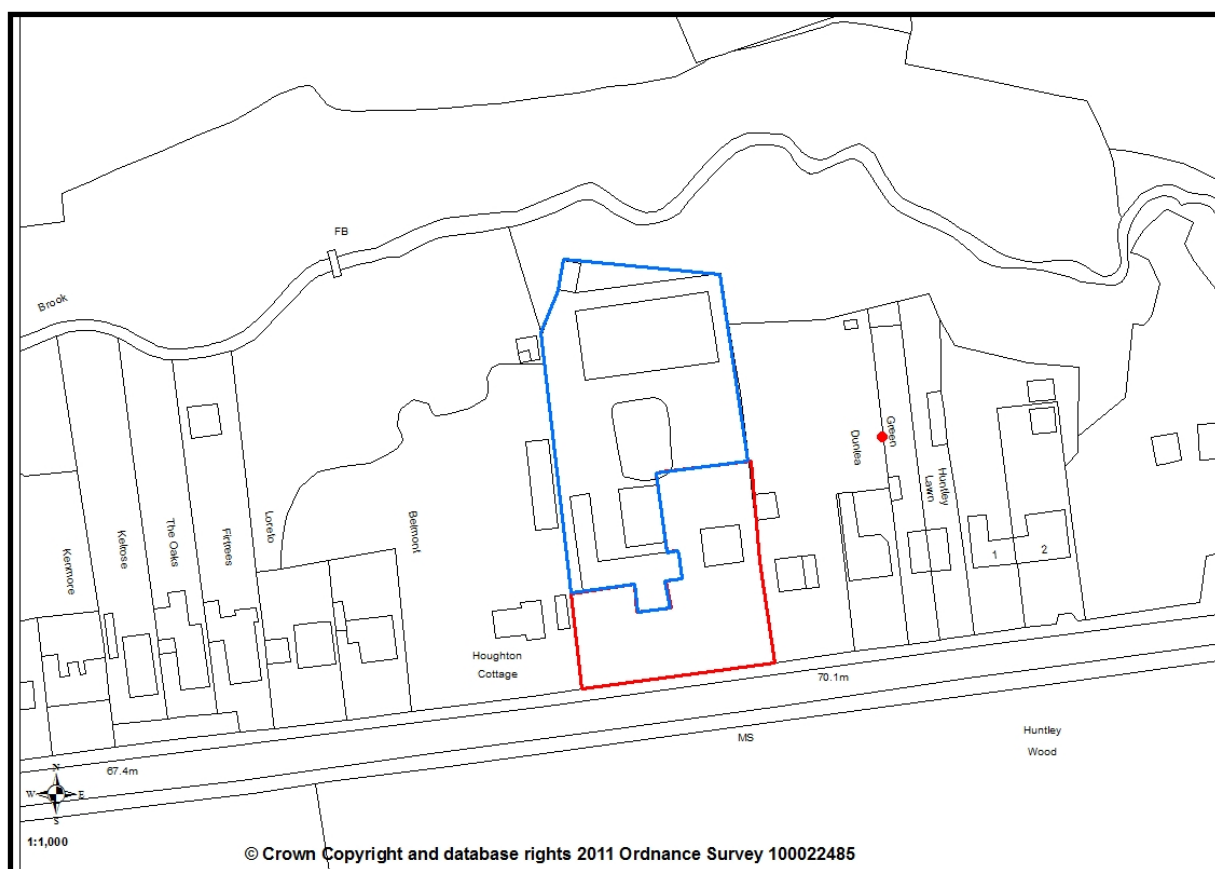 FB
Brook
Kenmore
Kelrose
The Oaks
Firtrees
Loreto
Belmont
Houghton
Cottage
Dunlea
Green
Lawn
Huntley
1
2
70.1m
MS
Huntley
Wood
67.4m
N
W
E
S
1:1,000
© Crown Copyright and database rights 2011 Ordnance Survey 100022485